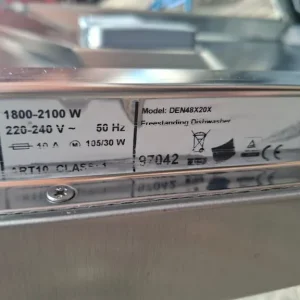 1800-2100 W
220-240 V ~ 50 Hz
10 A 105/30 W
Model: DEN48X20X
Freestanding Dishwasher
97042